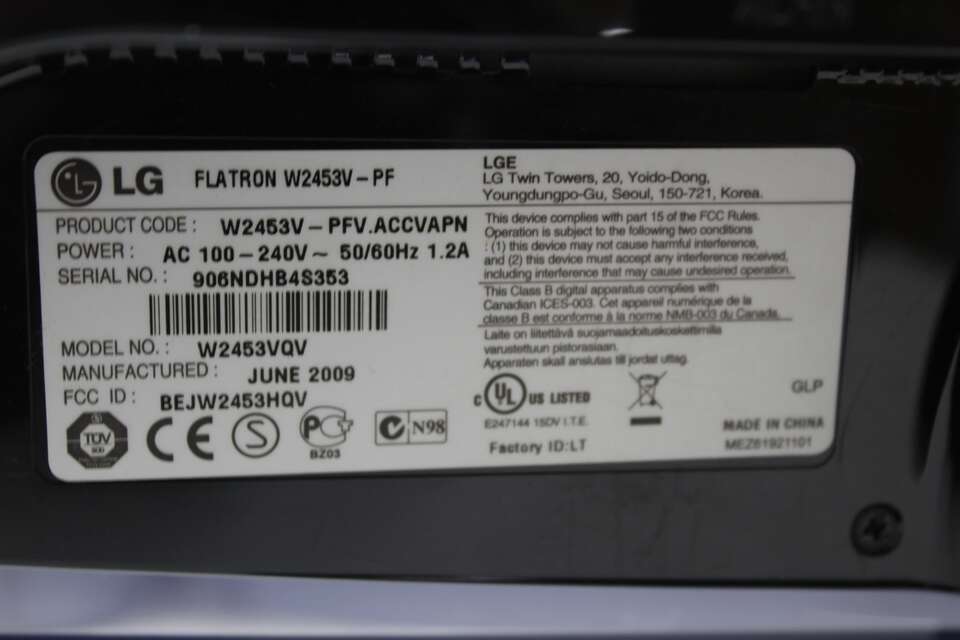 LG FLATRON W2453V-PF
LGE
LG Twin Towers, 20, Yoido-Dong,
Youngdungpo-Gu, Seoul, 150-721, Korea.
PRODUCT CODE : W2453V-PFV.ACCVAPN
POWER : AC 100-240V~ 50/60Hz 1.2A
SERIAL NO. : 906NDHB4S353
MODEL NO. : W2453VQV
MANUFACTURED : JUNE 2009
FCC ID : BEJW2453HQV
TÜV
SÜD
CE
S
PC
BZ03
N98
This device complies with part 15 of the FCC Rules.
Operation is subject to the following two conditions
: (1) this device may not cause harmful interference,
and (2) this device must accept any interference received,
including interference that may cause undesired operation.
This Class B digital apparatus complies with
Canadian ICES-003. Cet appareil numérique de la
classe B est conforme à la norme NMB-003 du Canada.
Laite on liitettävä suojamaadoituskoskettimilla
varustettuun pistorasiaan.
Apparaten skall anslutas till jordat uttag.
c UL US LISTED
E247144 15DV I.T.E.
Factory ID:LT
GLP
MADE IN CHINA
MEZ61921101